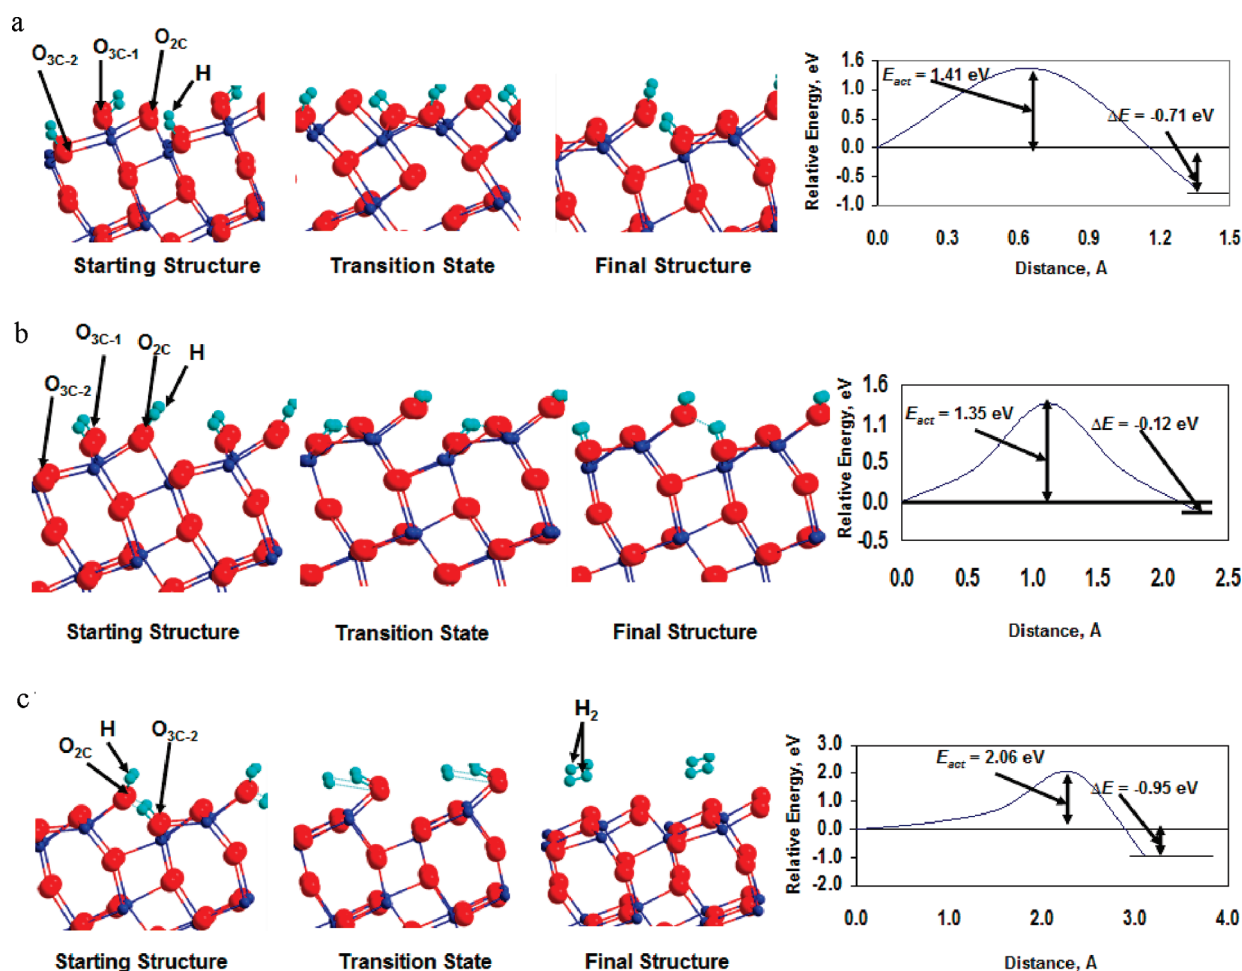 a
O3C-2
O3C-1
O2C
H
Starting Structure
Transition State
Final Structure
Relative Energy, eV
1.6
1.0
0.5
0.0
-0.5
-1.0
Eact = 1.41 eV
ΔE = -0.71 eV
0.0 0.3 0.6 0.9 1.2 1.5
Distance, A
b
O3C-1
O2C
H
O3C-2
Starting Structure
Transition State
Final Structure
Relative Energy, eV
1.6
1.1
0.5
0.0
-0.5
Eact = 1.35 eV
ΔE = -0.12 eV
0.0 0.5 1.0 1.5 2.0 2.5
Distance, A
c
H
O2C
O3C-2
H2
Starting Structure
Transition State
Final Structure
Relative Energy, eV
3.0
2.0
1.0
0.0
-1.0
-2.0
Eact = 2.06 eV
ΔE = -0.95 eV
0.0 1.0 2.0 3.0 4.0
Distance, A